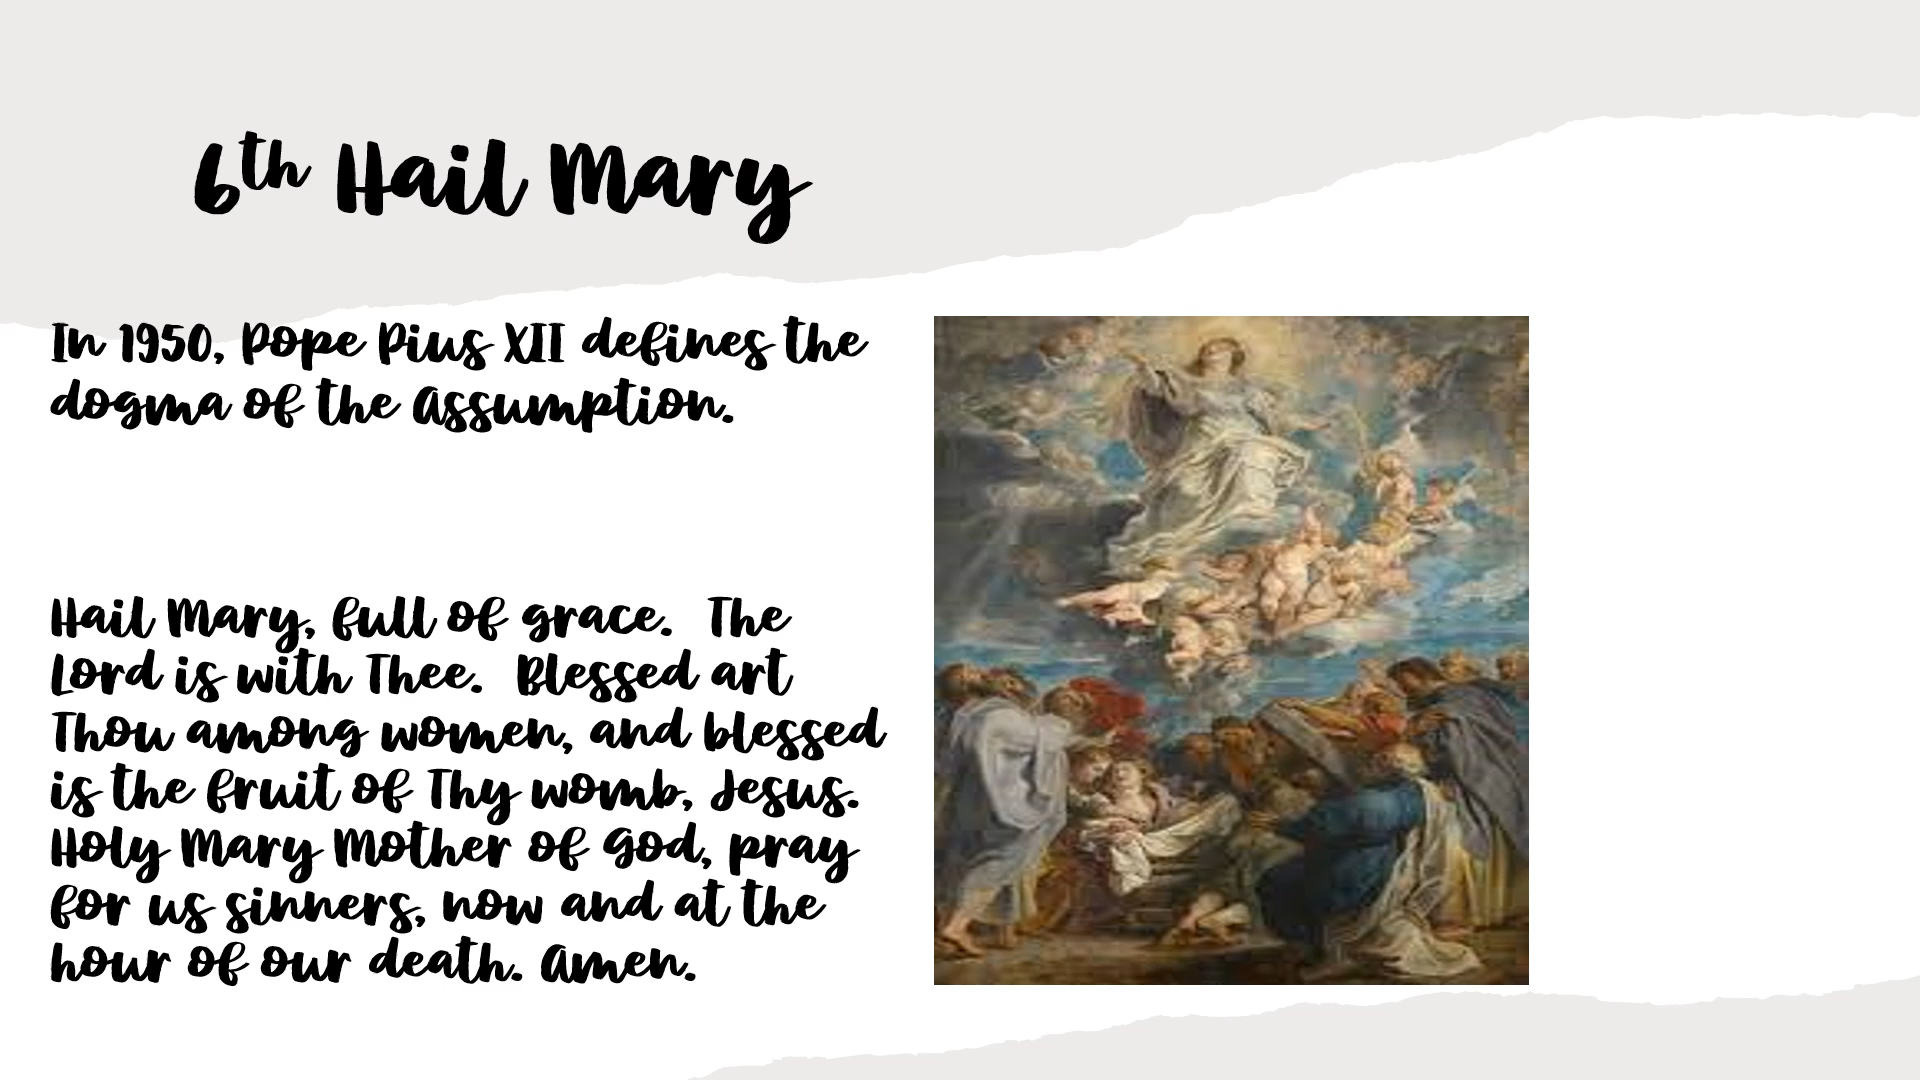 6th Hail Mary
In 1950, Pope Pius XII defines the
dogma of the Assumption.
Hail Mary, full of grace.  The
Lord is with Thee.  Blessed art
Thou among women, and blessed
is the fruit of Thy womb, Jesus.
Holy Mary Mother of God, pray
for us sinners, now and at the
hour of our death. Amen.